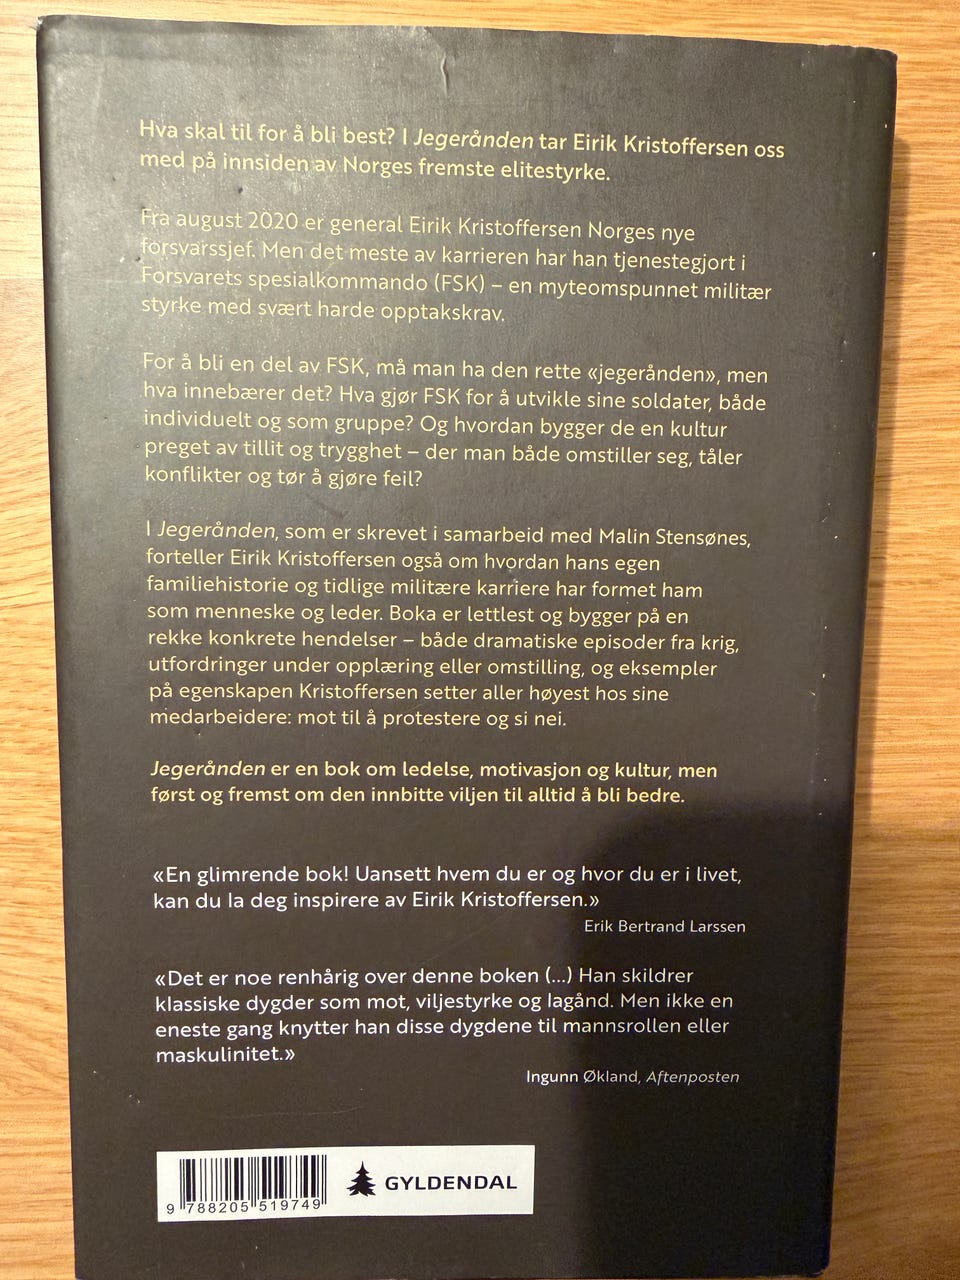 Hva skal til for å bli best? I Jegerånden tar Eirik Kristoffersen oss
med på innsiden av Norges fremste elitestyrke.
Fra august 2020 er general Eirik Kristoffersen Norges nye
forsvarssjef. Men det meste av karrieren har han tjenestegjort i
Forsvarets spesialkommando (FSK) – en myteomspunnet militær
styrke med svært harde opptakskrav.
For å bli en del av FSK, må man ha den rette «jegerånden», men
hva innebærer det? Hva gjør FSK for å utvikle sine soldater, både
individuelt og som gruppe? Og hvordan bygger de en kultur
preget av tillit og trygghet – der man både omstiller seg, tåler
konflikter og tør å gjøre feil?
I Jegerånden, som er skrevet i samarbeid med Malin Stensønes,
forteller Eirik Kristoffersen også om hvordan hans egen
familiehistorie og tidlige militære karriere har formet ham
som menneske og leder. Boka er lettlest og bygger på en
rekke konkrete hendelser – både dramatiske episoder fra krig,
utfordringer under opplæring eller omstilling, og eksempler
på egenskapen Kristoffersen setter aller høyest hos sine
medarbeidere: mot til å protestere og si nei.
Jegerånden er en bok om ledelse, motivasjon og kultur, men
først og fremst om den innbitte viljen til alltid å bli bedre.
«En glimrende bok! Uansett hvem du er og hvor du er i livet,
kan du la deg inspirere av Eirik Kristoffersen.»
Erik Bertrand Larssen
«Det er noe renhårig over denne boken (...) Han skildrer
klassiske dygder som mot, viljestyrke og lagånd. Men ikke en
eneste gang knytter han disse dygdene til mannsrollen eller
maskulinitet.»
Ingunn Økland, Aftenposten
GYLDENDAL
9 788205 519749